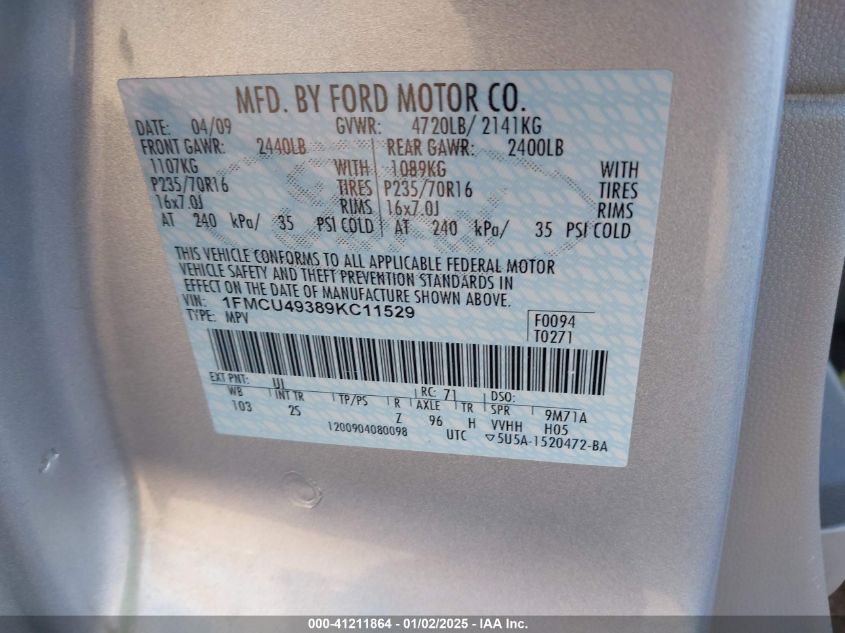 MFD. BY FORD MOTOR CO.
DATE: 04/09 GVWR: 4720LB/ 2141KG
FRONT GAWR: 2440LB REAR GAWR: 2400LB
1107KG WITH 1089KG WITH
P235/70R16 TIRES P235/70R16 TIRES
16x7.0J RIMS 16x7.0J RIMS
AT 240 kPa/ 35 PSI COLD AT 240 kPa/ 35 PSI COLD
THIS VEHICLE CONFORMS TO ALL APPLICABLE FEDERAL MOTOR
VEHICLE SAFETY AND THEFT PREVENTION STANDARDS IN
EFFECT ON THE DATE OF MANUFACTURE SHOWN ABOVE.
VIN: 1FMCU49389KC11529 F0094
TYPE: MPV T0271
EXT PNT: UJ RC: 71 DSO:
WB INT TR TP/PS R AXLE TR SPR 9M71A
103 25 Z 96 H VVHH H05
1200904080098 UTC ▽5U5A-1520472-BA
000-41211864 - 01/02/2025 - IAA Inc.